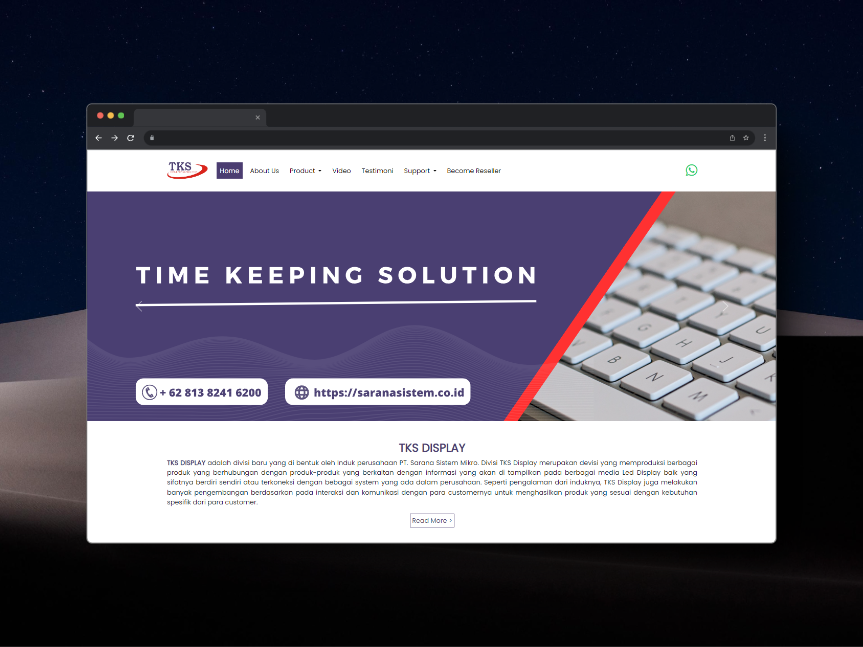 TKS
Home About Us Product Video Testimoni Support Become Reseller
TIME KEEPING SOLUTION
+ 62 813 8241 6200 https://saranasistem.co.id
TKS DISPLAY
TKS DISPLAY adalah divisi baru yang di bentuk oleh induk perusahaan PT. Sarana Sistem Mikro. Divisi TKS Display merupakan devisi yang memproduksi berbagai
produk yang berhubungan dengan produk-produk yang berkaitan dengan informasi yang akan di tampilkan pada berbagai media Led Display baik yang
sifatnya berdiri sendiri atau terkoneksi dengan bebagai system yang ada dalam perusahaan. Seperti pengalaman dari induknya, TKS Display juga melakukan
banyak pengembangan berdasarkan pada interaksi dan komunikasi dengan para customernya untuk menghasilkan produk yang sesuai dengan kebutuhan
spesifik dari para customer.
Read More >
G
Y
U
B
H
J
N
M
K